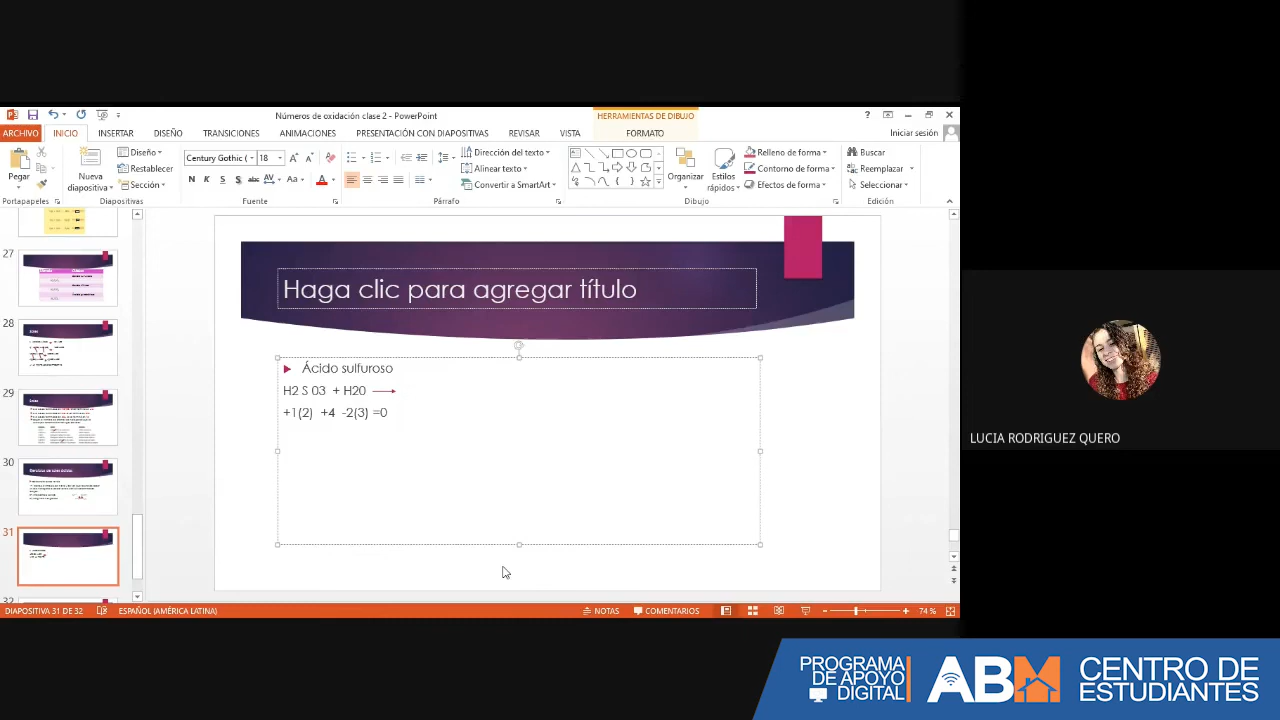 Números de oxidación clase 2 - PowerPoint
HERRAMIENTAS DE DIBUJO
ARCHIVO INICIO INSERTAR DISEÑO TRANSICIONES ANIMACIONES PRESENTACIÓN CON DIAPOSITIVAS REVISAR VISTA FORMATO Iniciar sesión
Pegar
Nueva diapositiva
Diseño
Restablecer
Sección
Century Gothic ( 18
N K S S abc AV Aa A
Dirección del texto
Alinear texto
Convertir a SmartArt
Organizar
Estilos rápidos
Relleno de forma
Contorno de forma
Efectos de forma
Buscar
Reemplazar
Seleccionar
Portapapeles Diapositivas Fuente Párrafo Dibujo Edición
27
28
29
30
31
32
Haga clic para agregar título
Ácido sulfuroso
H2 S 03 + H20
+1(2) +4 -2(3) =0
DIAPOSITIVA 31 DE 32 ESPAÑOL (AMÉRICA LATINA) NOTAS COMENTARIOS 74 %
LUCIA RODRIGUEZ QUERO
PROGRAMA
DE APOYO
DIGITAL
ABM
CENTRO DE
ESTUDIANTES